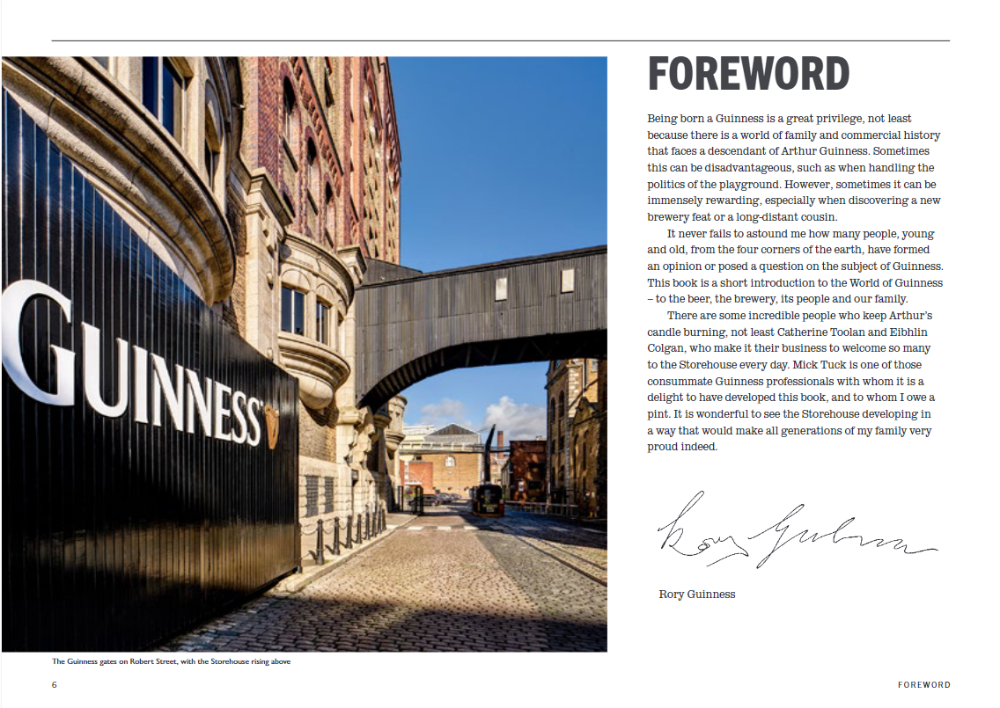 GUINNESS
The Guinness gates on Robert Street, with the Storehouse rising above
6
FOREWORD
Being born a Guinness is a great privilege, not least
because there is a world of family and commercial history
that faces a descendant of Arthur Guinness. Sometimes
this can be disadvantageous, such as when handling the
politics of the playground. However, sometimes it can be
immensely rewarding, especially when discovering a new
brewery feat or a long-distant cousin.
It never fails to astound me how many people, young
and old, from the four corners of the earth, have formed
an opinion or posed a question on the subject of Guinness.
This book is a short introduction to the World of Guinness
– to the beer, the brewery, its people and our family.
There are some incredible people who keep Arthur's
candle burning, not least Catherine Toolan and Eibhlin
Colgan, who make it their business to welcome so many
to the Storehouse every day. Mick Tuck is one of those
consummate Guinness professionals with whom it is a
delight to have developed this book, and to whom I owe a
pint. It is wonderful to see the Storehouse developing in
a way that would make all generations of my family very
proud indeed.
Rory Guinness
Rory Guinness
FOREWORD